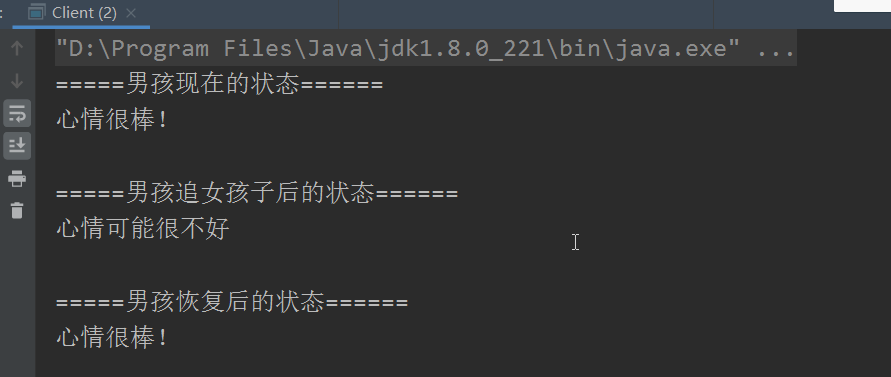 : Client (2) ×
"D:\Program Files\Java\jdk1.8.0_221\bin\java.exe" ...
=====男孩现在的状态======
心情很棒!
=====男孩追女孩子后的状态======
心情可能很不好
=====男孩恢复后的状态======
心情很棒!